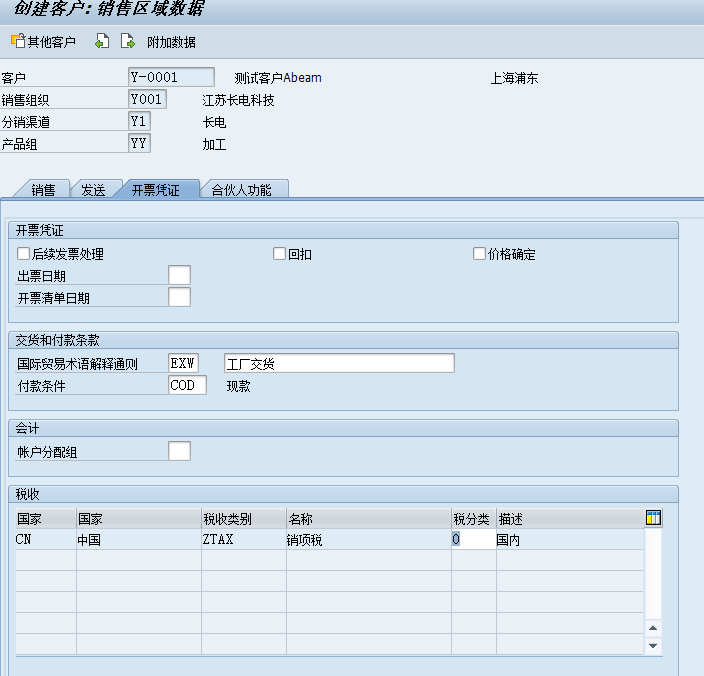 创建客户: 销售区域数据
其他客户 附加数据
客户 Y-0001 测试客户Abeam 上海浦东
销售组织 Y001 江苏长电科技
分销渠道 Y1 长电
产品组 YY 加工
销售 发送 开票凭证 合伙人功能
开票凭证
后续发票处理 回扣 价格确定
出票日期
开票清单日期
交货和付款条款
国际贸易术语解释通则 EXW 工厂交货
付款条件 COD 现款
会计
帐户分配组
税收
国家 国家 税收类别 名称 税分类 描述
CN 中国 ZTAX 销项税 0 国内